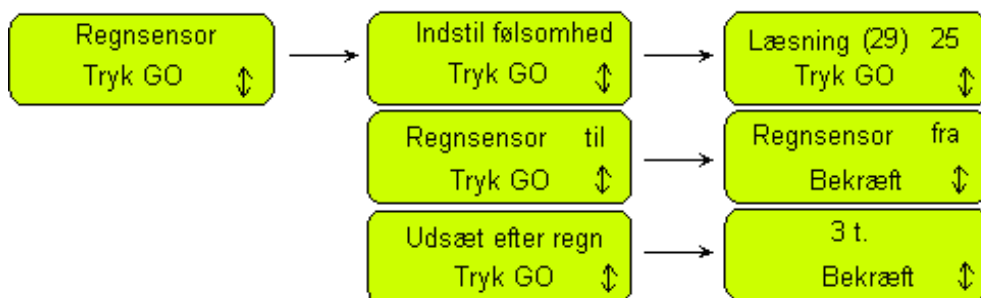 Regnsensor
Tryk GO
Indstil følsomhed
Tryk GO
Læsning (29) 25
Tryk GO
Regnsensor til
Tryk GO
Regnsensor fra
Bekræft
Udsæt efter regn
Tryk GO
3 t.
Bekræft